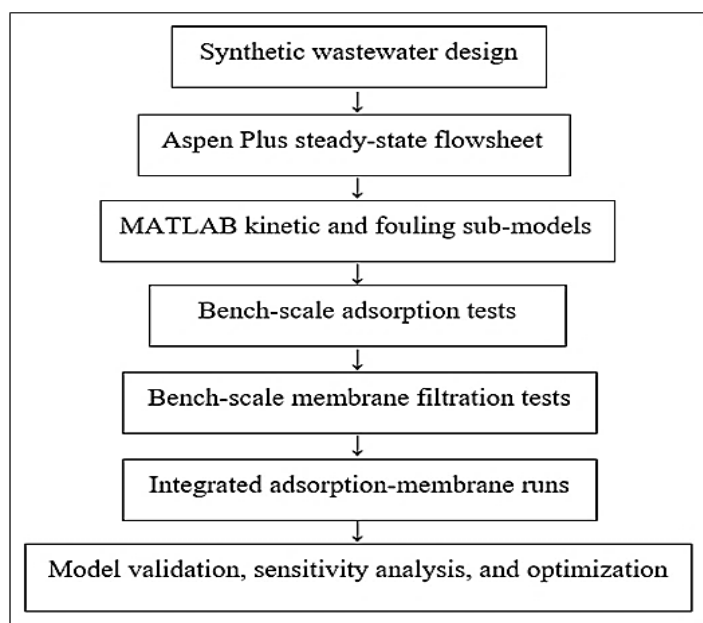 Synthetic wastewater design
↓
Aspen Plus steady-state flowsheet
↓
MATLAB kinetic and fouling sub-models
↓
Bench-scale adsorption tests
↓
Bench-scale membrane filtration tests
↓
Integrated adsorption-membrane runs
↓
Model validation, sensitivity analysis, and optimization